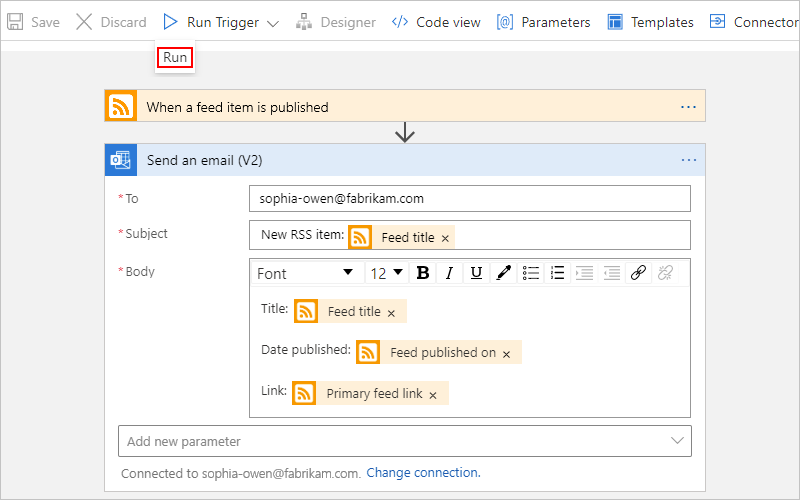 Save Discard Run Trigger Designer Code view Parameters Templates Connector
Run
When a feed item is published
Send an email (V2)
* To sophia-owen@fabrikam.com
* Subject New RSS item: Feed title ×
* Body Font 12 B I U
Title: Feed title ×
Date published: Feed published on ×
Link: Primary feed link ×
Add new parameter
Connected to sophia-owen@fabrikam.com. Change connection.